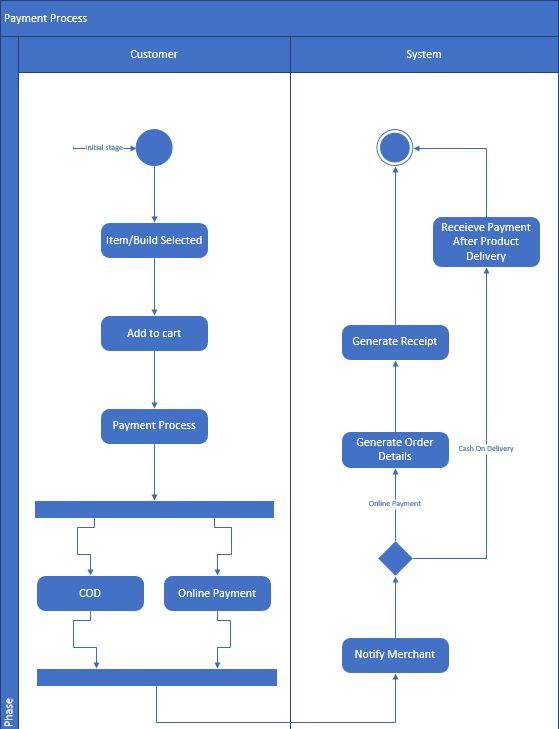 Payment Process
Customer
System
Initial stage
Item/Build Selected
Receieve Payment
After Product
Delivery
Add to cart
Generate Receipt
Payment Process
Generate Order
Details
Cash On Delivery
Online Payment
COD
Online Payment
Notify Merchant
Phase